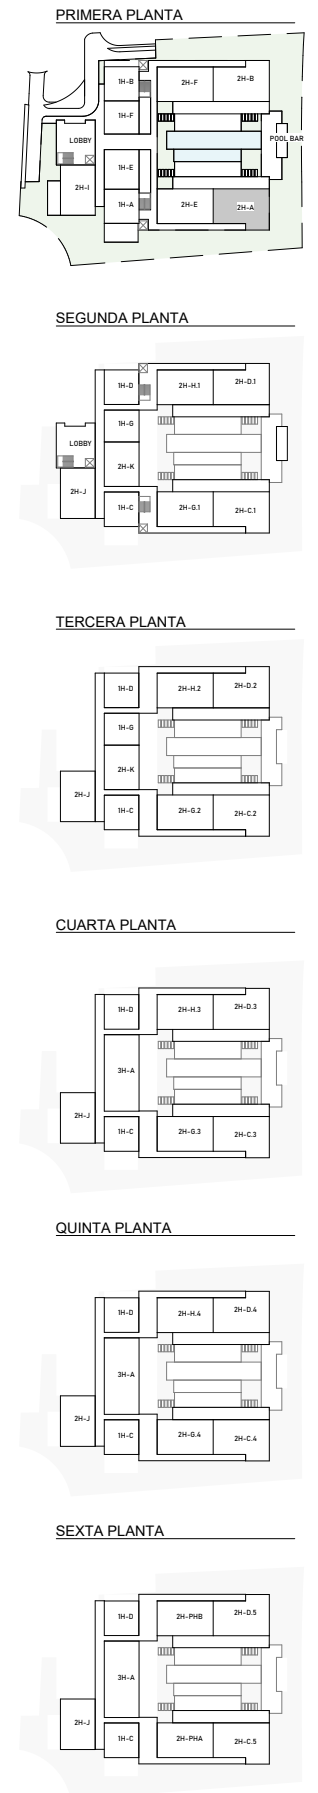 PRIMERA PLANTA
1H-B
2H-F
2H-B
1H-F
LOBBY
POOL BAR
1H-E
2H-I
1H-A
2H-E
2H-A
SEGUNDA PLANTA
1H-D
2H-H.1
2H-D.1
1H-G
LOBBY
2H-K
2H-J
1H-C
2H-G.1
2H-C.1
TERCERA PLANTA
1H-D
2H-H.2
2H-D.2
1H-G
2H-K
2H-J
1H-C
2H-G.2
2H-C.2
CUARTA PLANTA
1H-D
2H-H.3
2H-D.3
3H-A
2H-J
1H-C
2H-G.3
2H-C.3
QUINTA PLANTA
1H-D
2H-H.4
2H-D.4
3H-A
2H-J
1H-C
2H-G.4
2H-C.4
SEXTA PLANTA
1H-D
2H-PHB
2H-D.5
3H-A
2H-J
1H-C
2H-PHA
2H-C.5